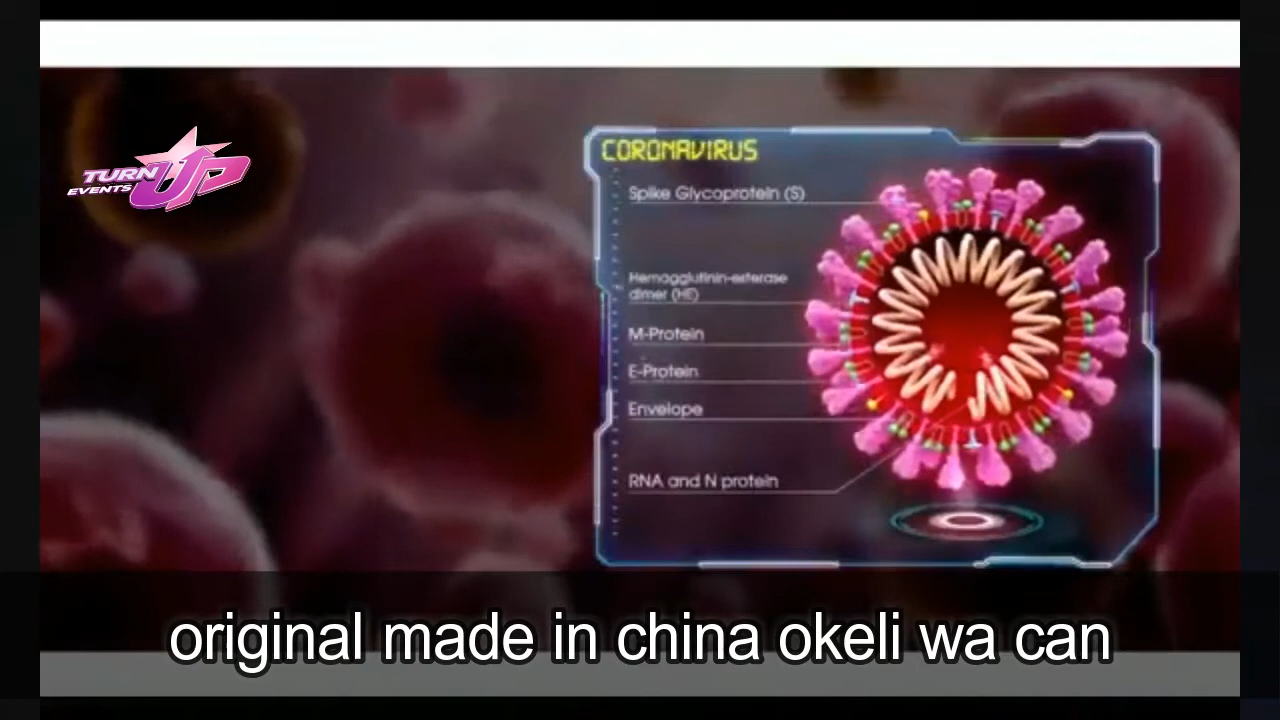 TURN UP
EVENTS
CORONAVIRUS
Spike Glycoprotein (S)
Hemagglutinin-esterase
dimer (HE)
M-Protein
E-Protein
Envelope
RNA and N protein
original made in china okeli wa can